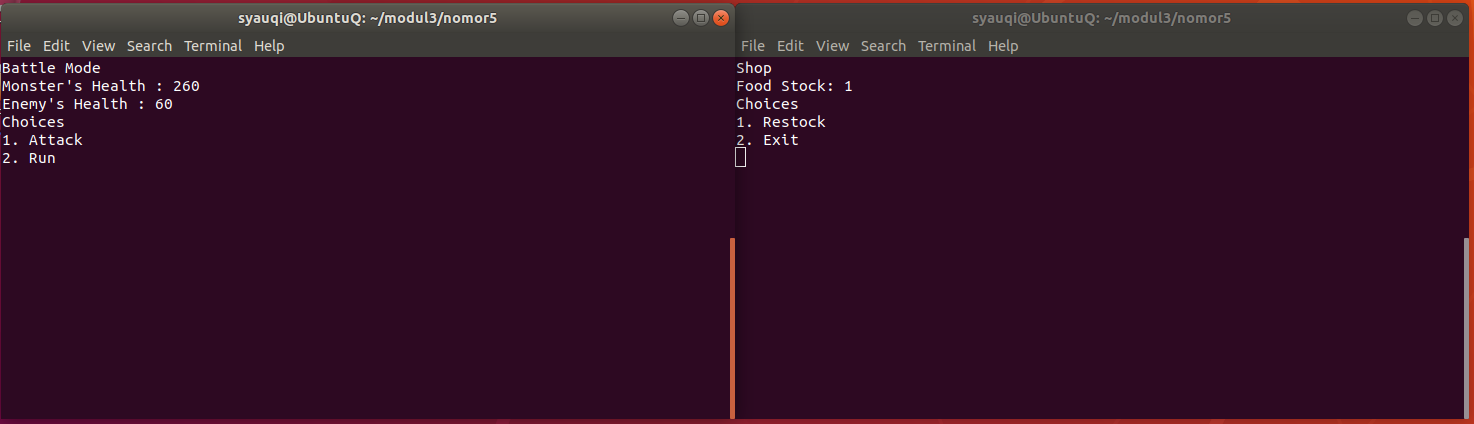 syauqi@UbuntuQ: ~/modul3/nomor5
File Edit View Search Terminal Help
Battle Mode
Monster's Health : 260
Enemy's Health : 60
Choices
1. Attack
2. Run
syauqi@UbuntuQ: ~/modul3/nomor5
File Edit View Search Terminal Help
Shop
Food Stock: 1
Choices
1. Restock
2. Exit